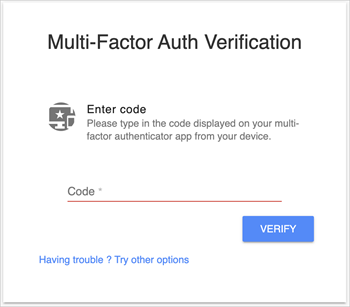 Multi-Factor Auth Verification
Enter code
Please type in the code displayed on your multi-
factor authenticator app from your device.
Code *
VERIFY
Having trouble ? Try other options